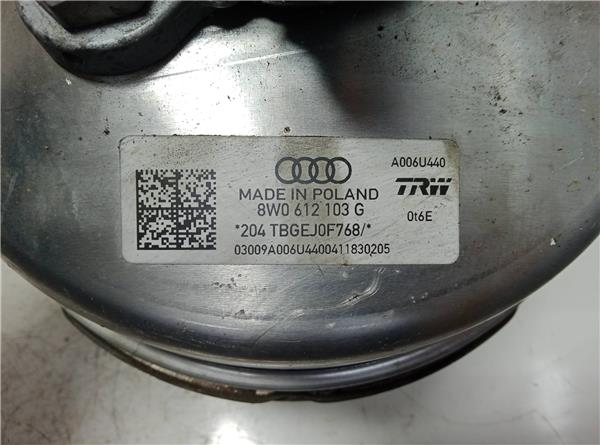 A006U440
MADE IN POLAND
TRW
8W0 612 103 G
0t6E
*204 TBGEJ0F768/*
03009A006U4400411830205